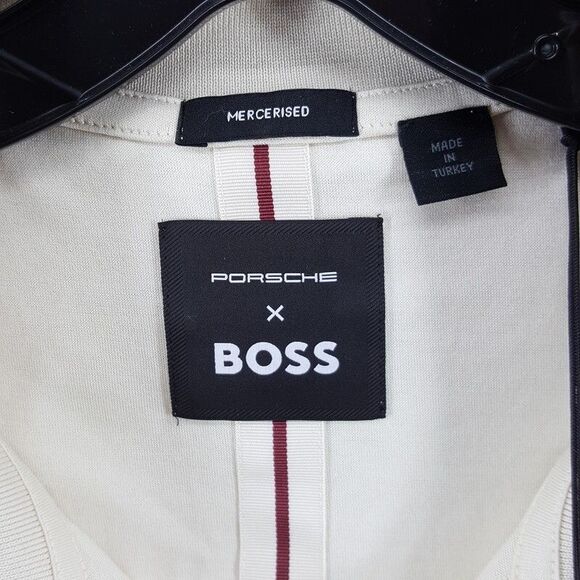 MERCERISED
MADE
IN
TURKEY
PORSCHE
×
BOSS